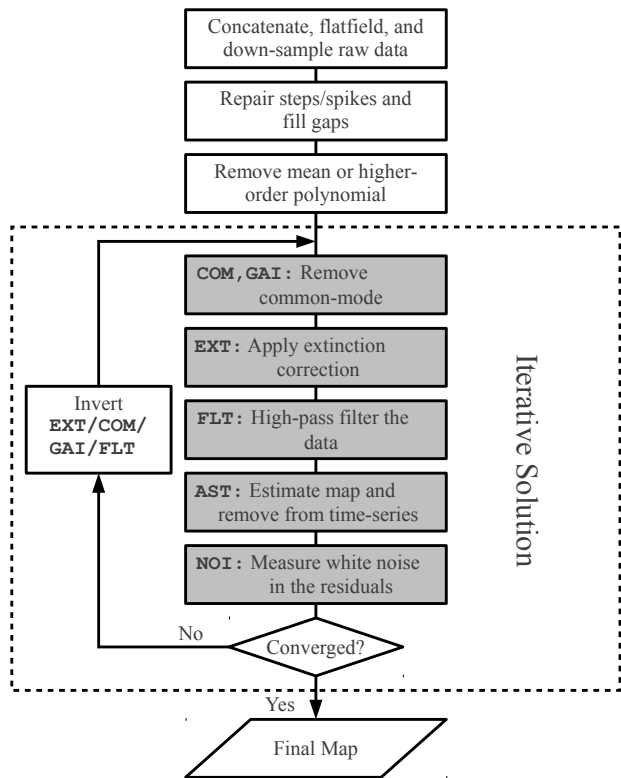 Concatenate, flatfield, and
down-sample raw data
Repair steps/spikes and
fill gaps
Remove mean or higher-
order polynomial
COM,GAI: Remove
common-mode
EXT: Apply extinction
correction
FLT: High-pass filter the
data
AST: Estimate map and
remove from time-series
NOI: Measure white noise
in the residuals
Invert
EXT/COM/
GAI/FLT
Iterative Solution
No
Converged?
Yes
Final Map